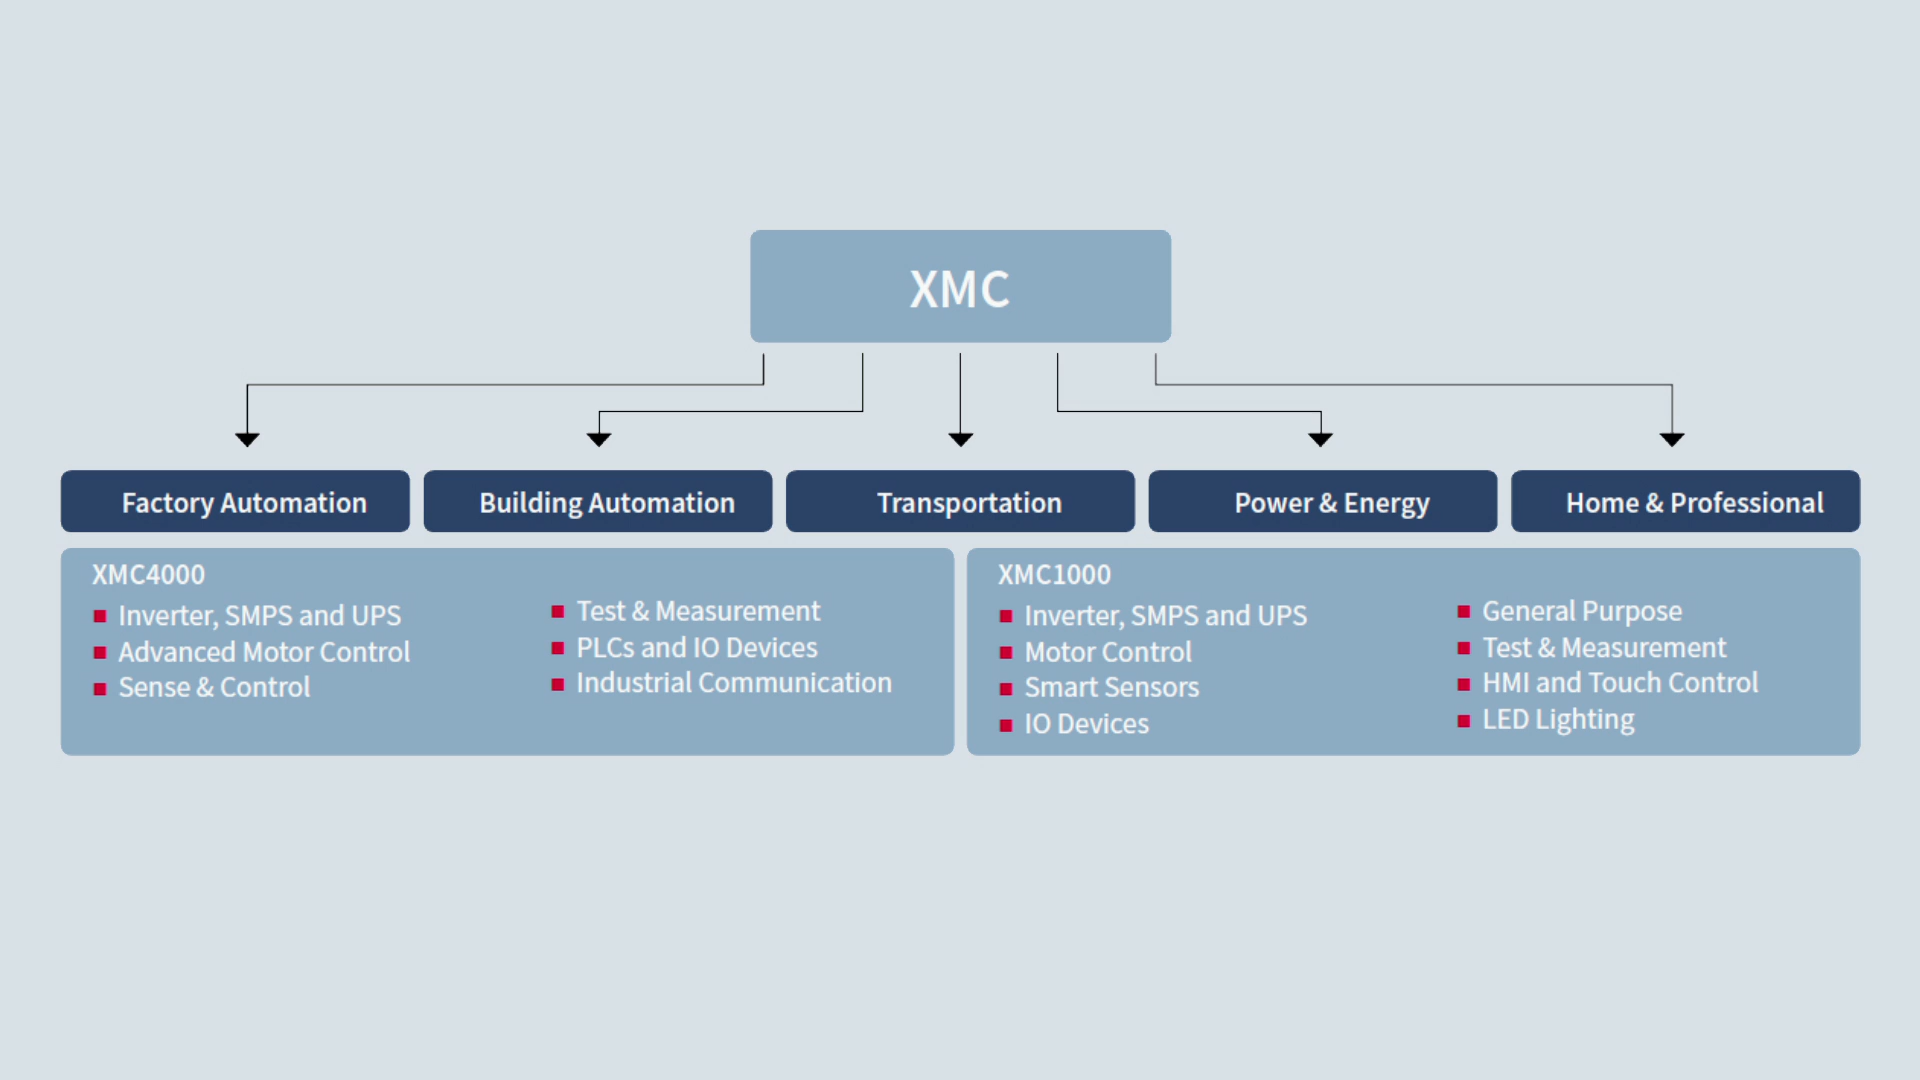 XMC
Factory Automation
Building Automation
Transportation
Power & Energy
Home & Professional
XMC4000
Inverter, SMPS and UPS
Advanced Motor Control
Sense & Control
Test & Measurement
PLCs and IO Devices
Industrial Communication
XMC1000
Inverter, SMPS and UPS
Motor Control
Smart Sensors
IO Devices
General Purpose
Test & Measurement
HMI and Touch Control
LED Lighting